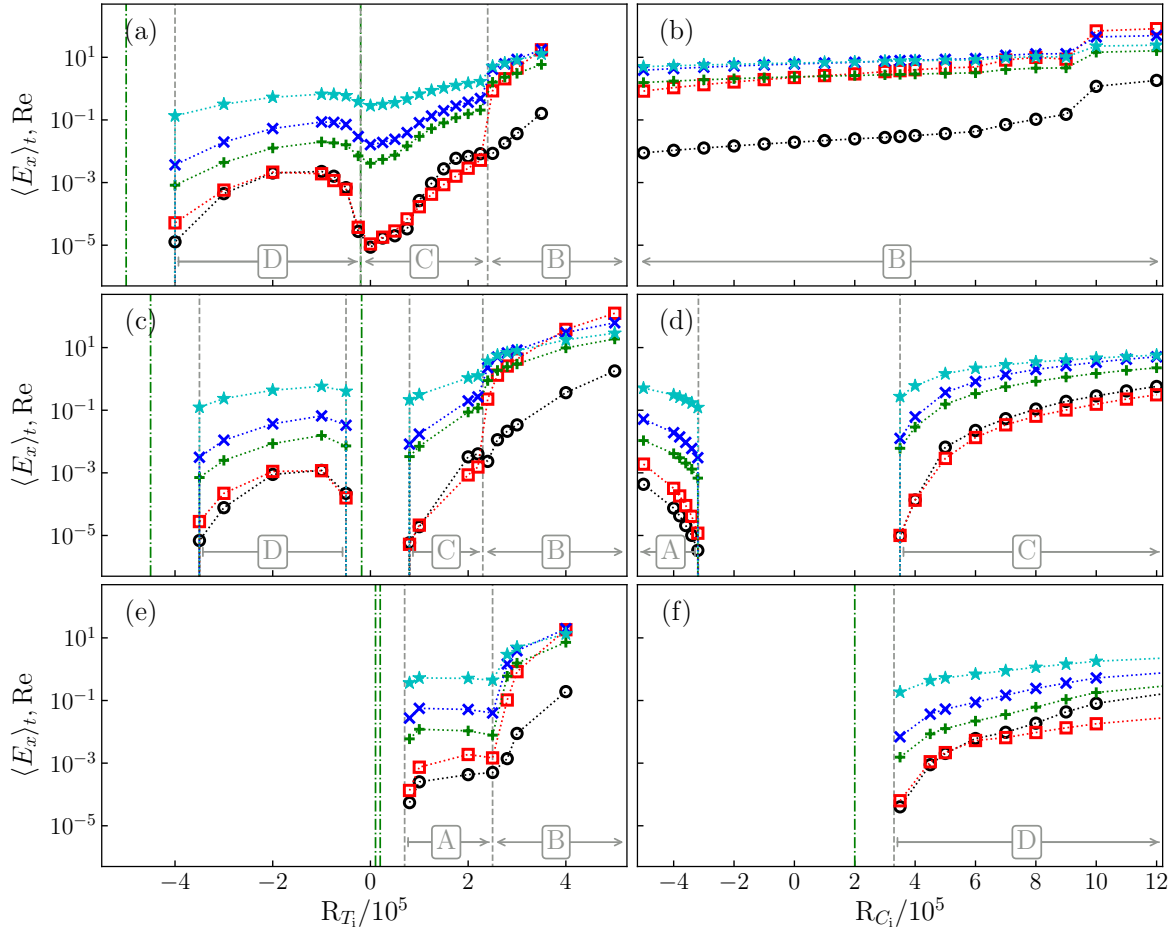 (a)
(b)
⟨E_x⟩_t, Re
10^1
10^{-1}
10^{-3}
10^{-5}
D
C
B
B
(c)
(d)
⟨E_x⟩_t, Re
10^1
10^{-1}
10^{-3}
10^{-5}
D
C
B
A
C
(e)
(f)
⟨E_x⟩_t, Re
10^1
10^{-1}
10^{-3}
10^{-5}
A
B
D
−4 −2 0 2 4
−4 −2 0 2 4 6 8 10 12
R_{T_i}/10^5
R_{C_i}/10^5